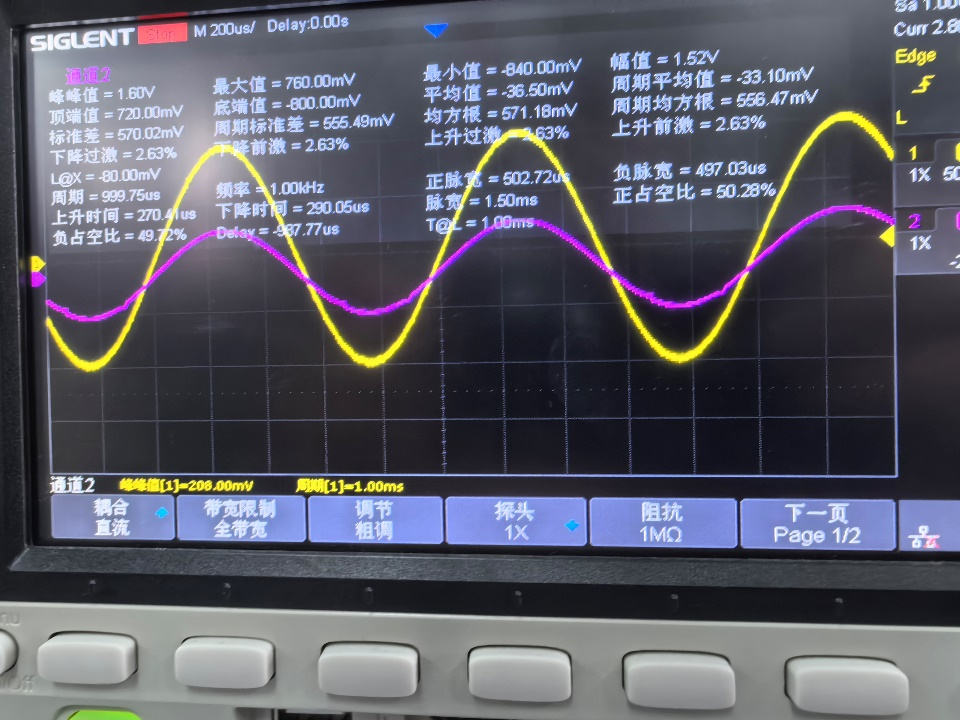 SIGLENT Stop M 200us/ Delay:0.00s
Curr 2.8
Edge
L
通道2
峰峰值 = 1.60V 最大值 = 760.00mV 最小值 = -840.00mV 幅值 = 1.52V
顶端值 = 720.00mV 底端值 = -800.00mV 平均值 = -36.50mV 周期平均值 = -33.10mV
标准差 = 570.02mV 周期标准差 = 555.49mV 均方根 = 571.18mV 周期均方根 = 556.47mV
下降过激 = 2.63% 下降前激 = 2.63% 上升过激 = 2.63% 上升前激 = 2.63%
L@X = -80.00mV
周期 = 999.75us 频率 = 1.00kHz 正脉宽 = 502.72us 负脉宽 = 497.03us
上升时间 = 270.41us 下降时间 = 290.05us 脉宽 = 1.50ms 正占空比 = 50.28%
负占空比 = 49.72% Delay = -987.77us T@L = 1.00ms
1
1X 50
2
1X
通道2 峰峰值[1]=208.00mV 周期[1]=1.00ms
耦合 带宽限制 调节 探头 阻抗 下一页
直流 全带宽 粗调 1X 1MΩ Page 1/2